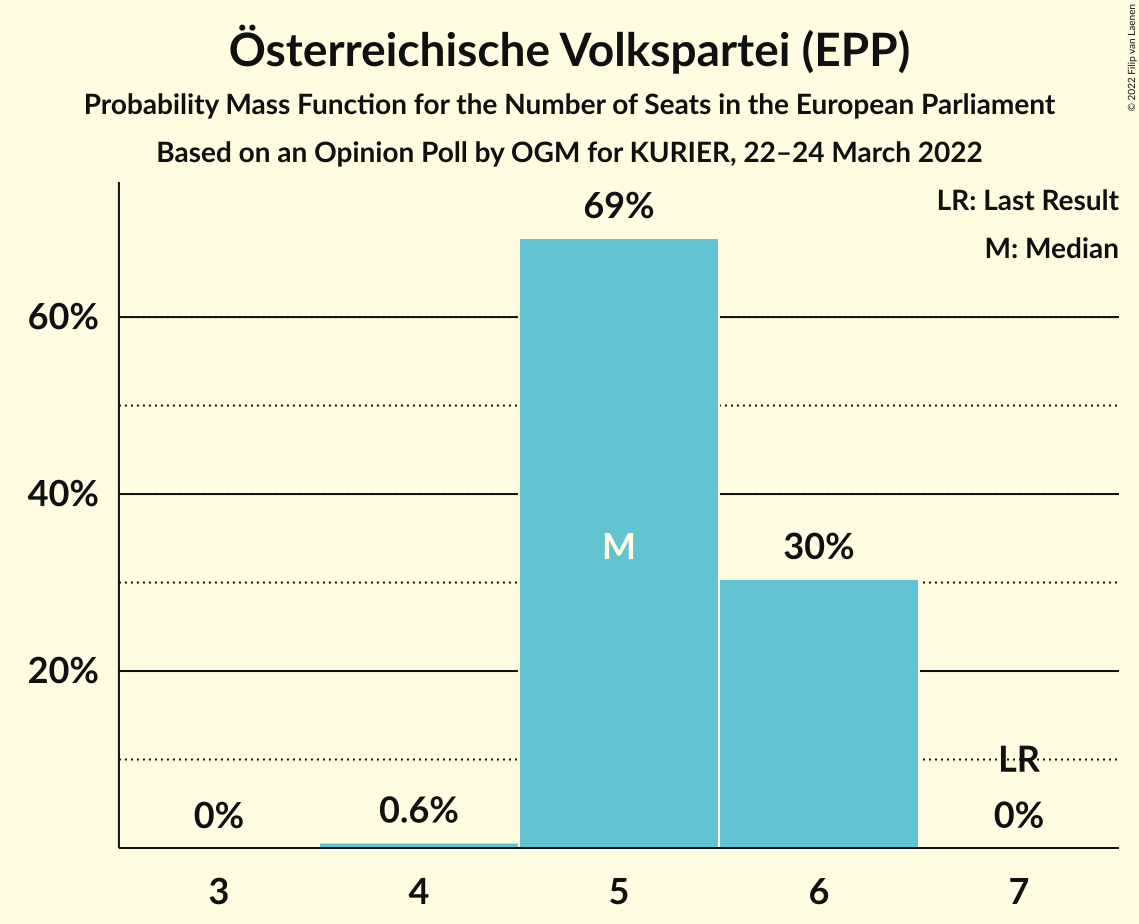 Österreichische Volkspartei (EPP)
Probability Mass Function for the Number of Seats in the European Parliament
Based on an Opinion Poll by OGM for KURIER, 22–24 March 2022
© 2022 Filip van Laenen
LR: Last Result
M: Median
69%
60%
40%
M
30%
20%
LR
0%
0.6%
0%
3
4
5
6
7